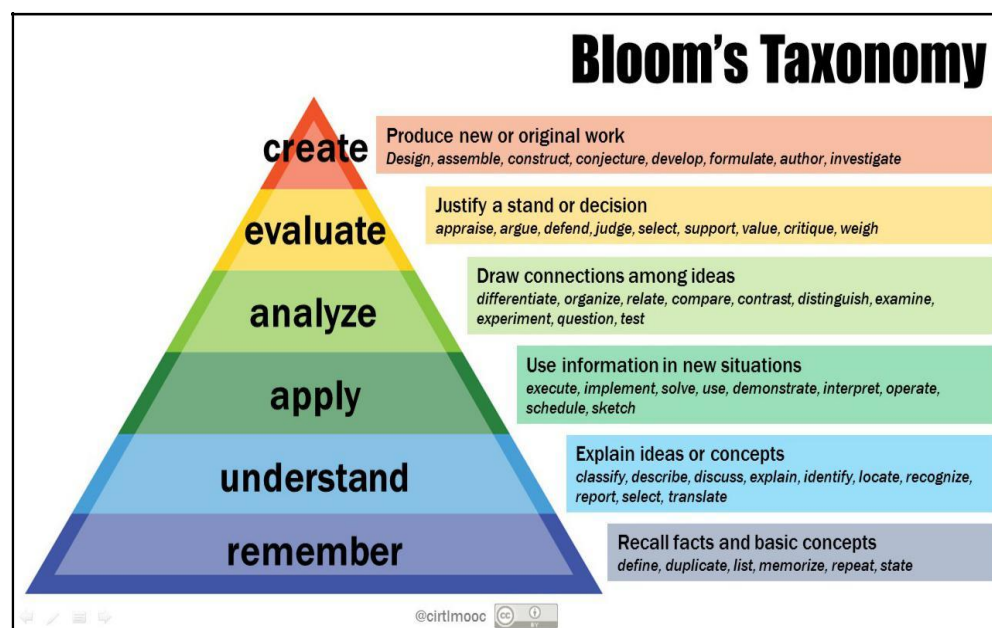 Bloom's Taxonomy
create
Produce new or original work
Design, assemble, construct, conjecture, develop, formulate, author, investigate
evaluate
Justify a stand or decision
appraise, argue, defend, judge, select, support, value, critique, weigh
analyze
Draw connections among ideas
differentiate, organize, relate, compare, contrast, distinguish, examine,
experiment, question, test
apply
Use information in new situations
execute, implement, solve, use, demonstrate, interpret, operate,
schedule, sketch
understand
Explain ideas or concepts
classify, describe, discuss, explain, identify, locate, recognize,
report, select, translate
remember
Recall facts and basic concepts
define, duplicate, list, memorize, repeat, state
@cirtlmooc
cc
BY